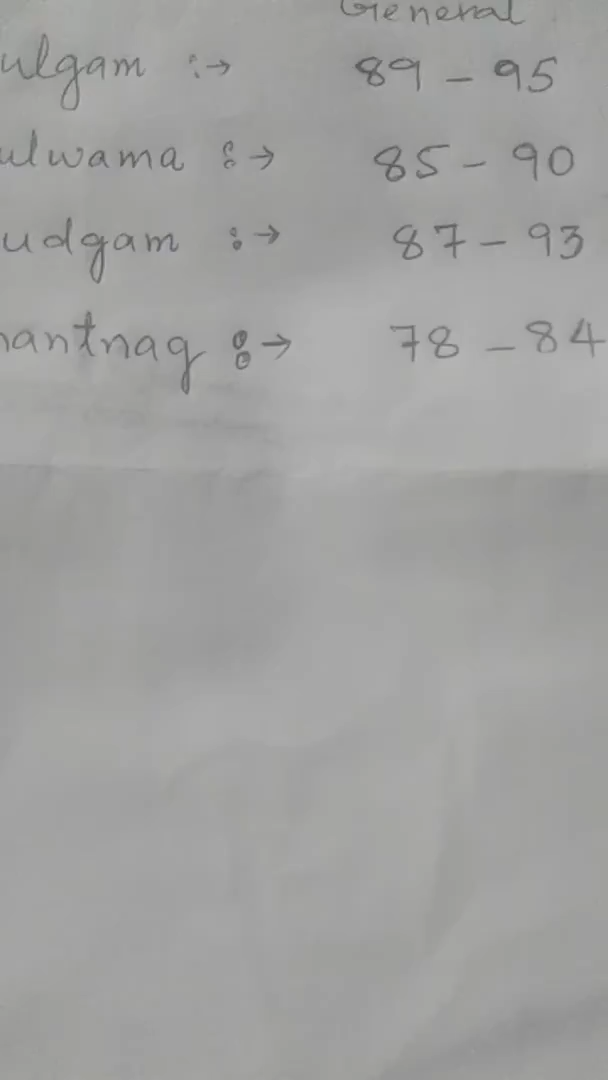 General
ulgam :→ 89 - 95
ulwama :→ 85 - 90
udgam :→ 87 - 93
nantnag :→ 78 - 84